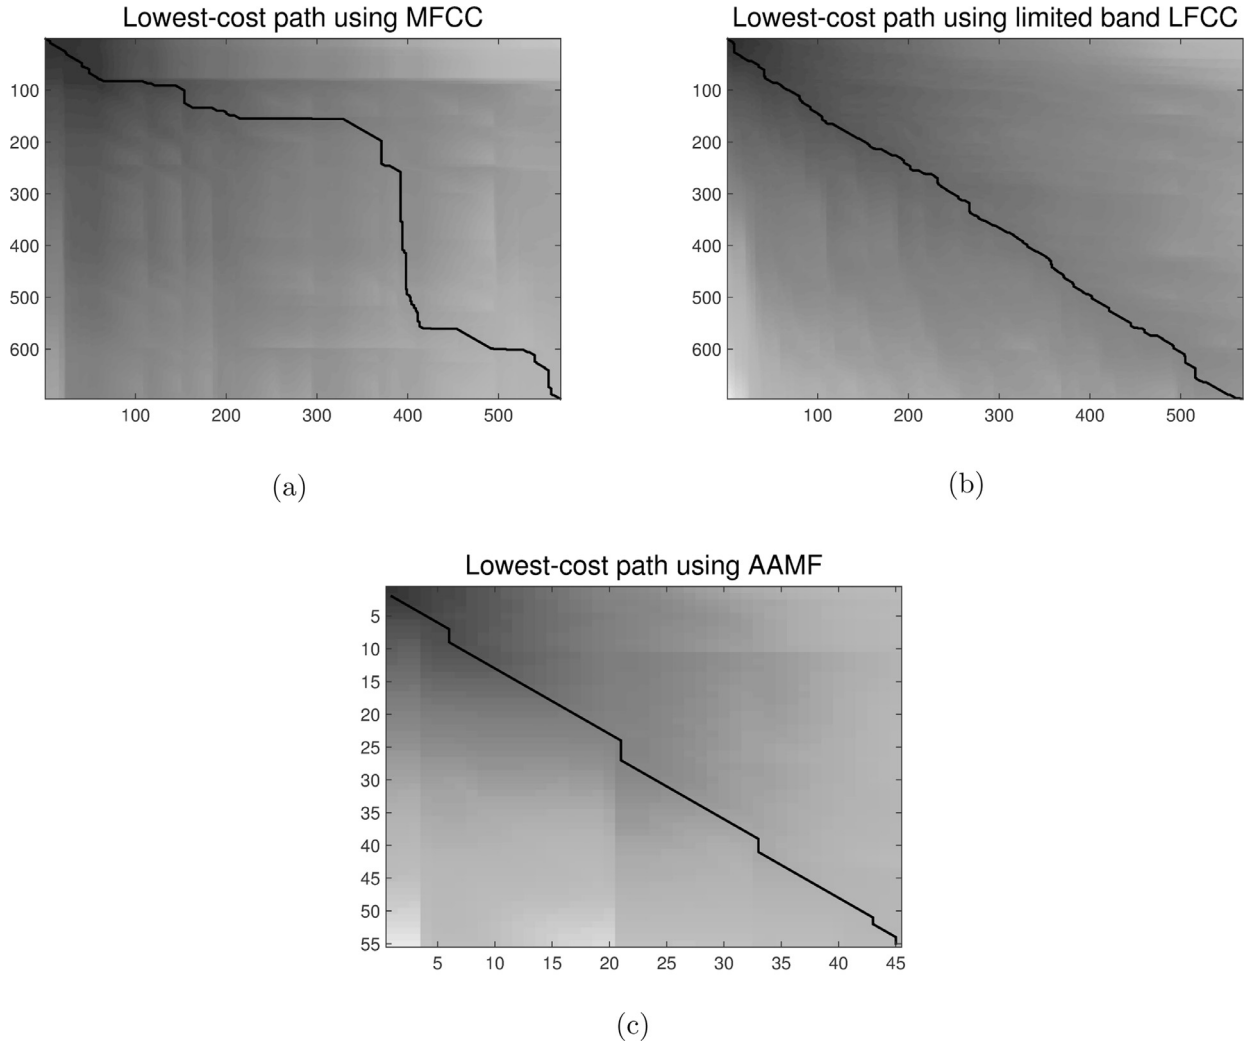 Lowest-cost path using MFCC
100
200
300
400
500
600
100 200 300 400 500
(a)
Lowest-cost path using limited band LFCC
100
200
300
400
500
600
100 200 300 400 500
(b)
Lowest-cost path using AAMF
5
10
15
20
25
30
35
40
45
50
55
5 10 15 20 25 30 35 40 45
(c)